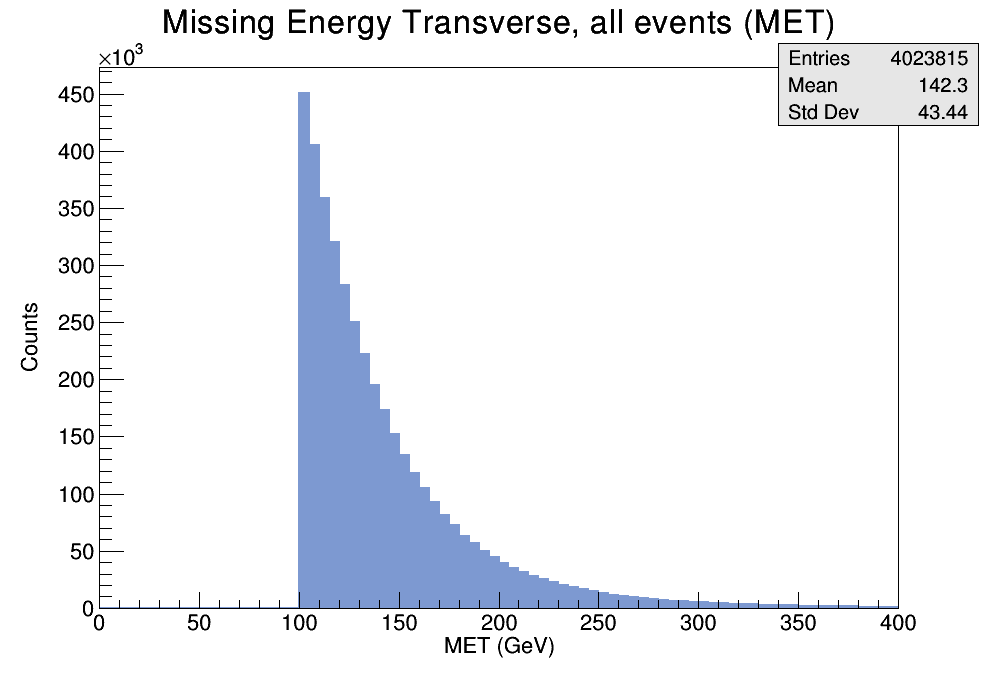 Missing Energy Transverse, all events (MET)
×10³
Entries 4023815
Mean 142.3
Std Dev 43.44
450
400
350
300
250
200
150
100
50
0
Counts
0 50 100 150 200 250 300 350 400
MET (GeV)